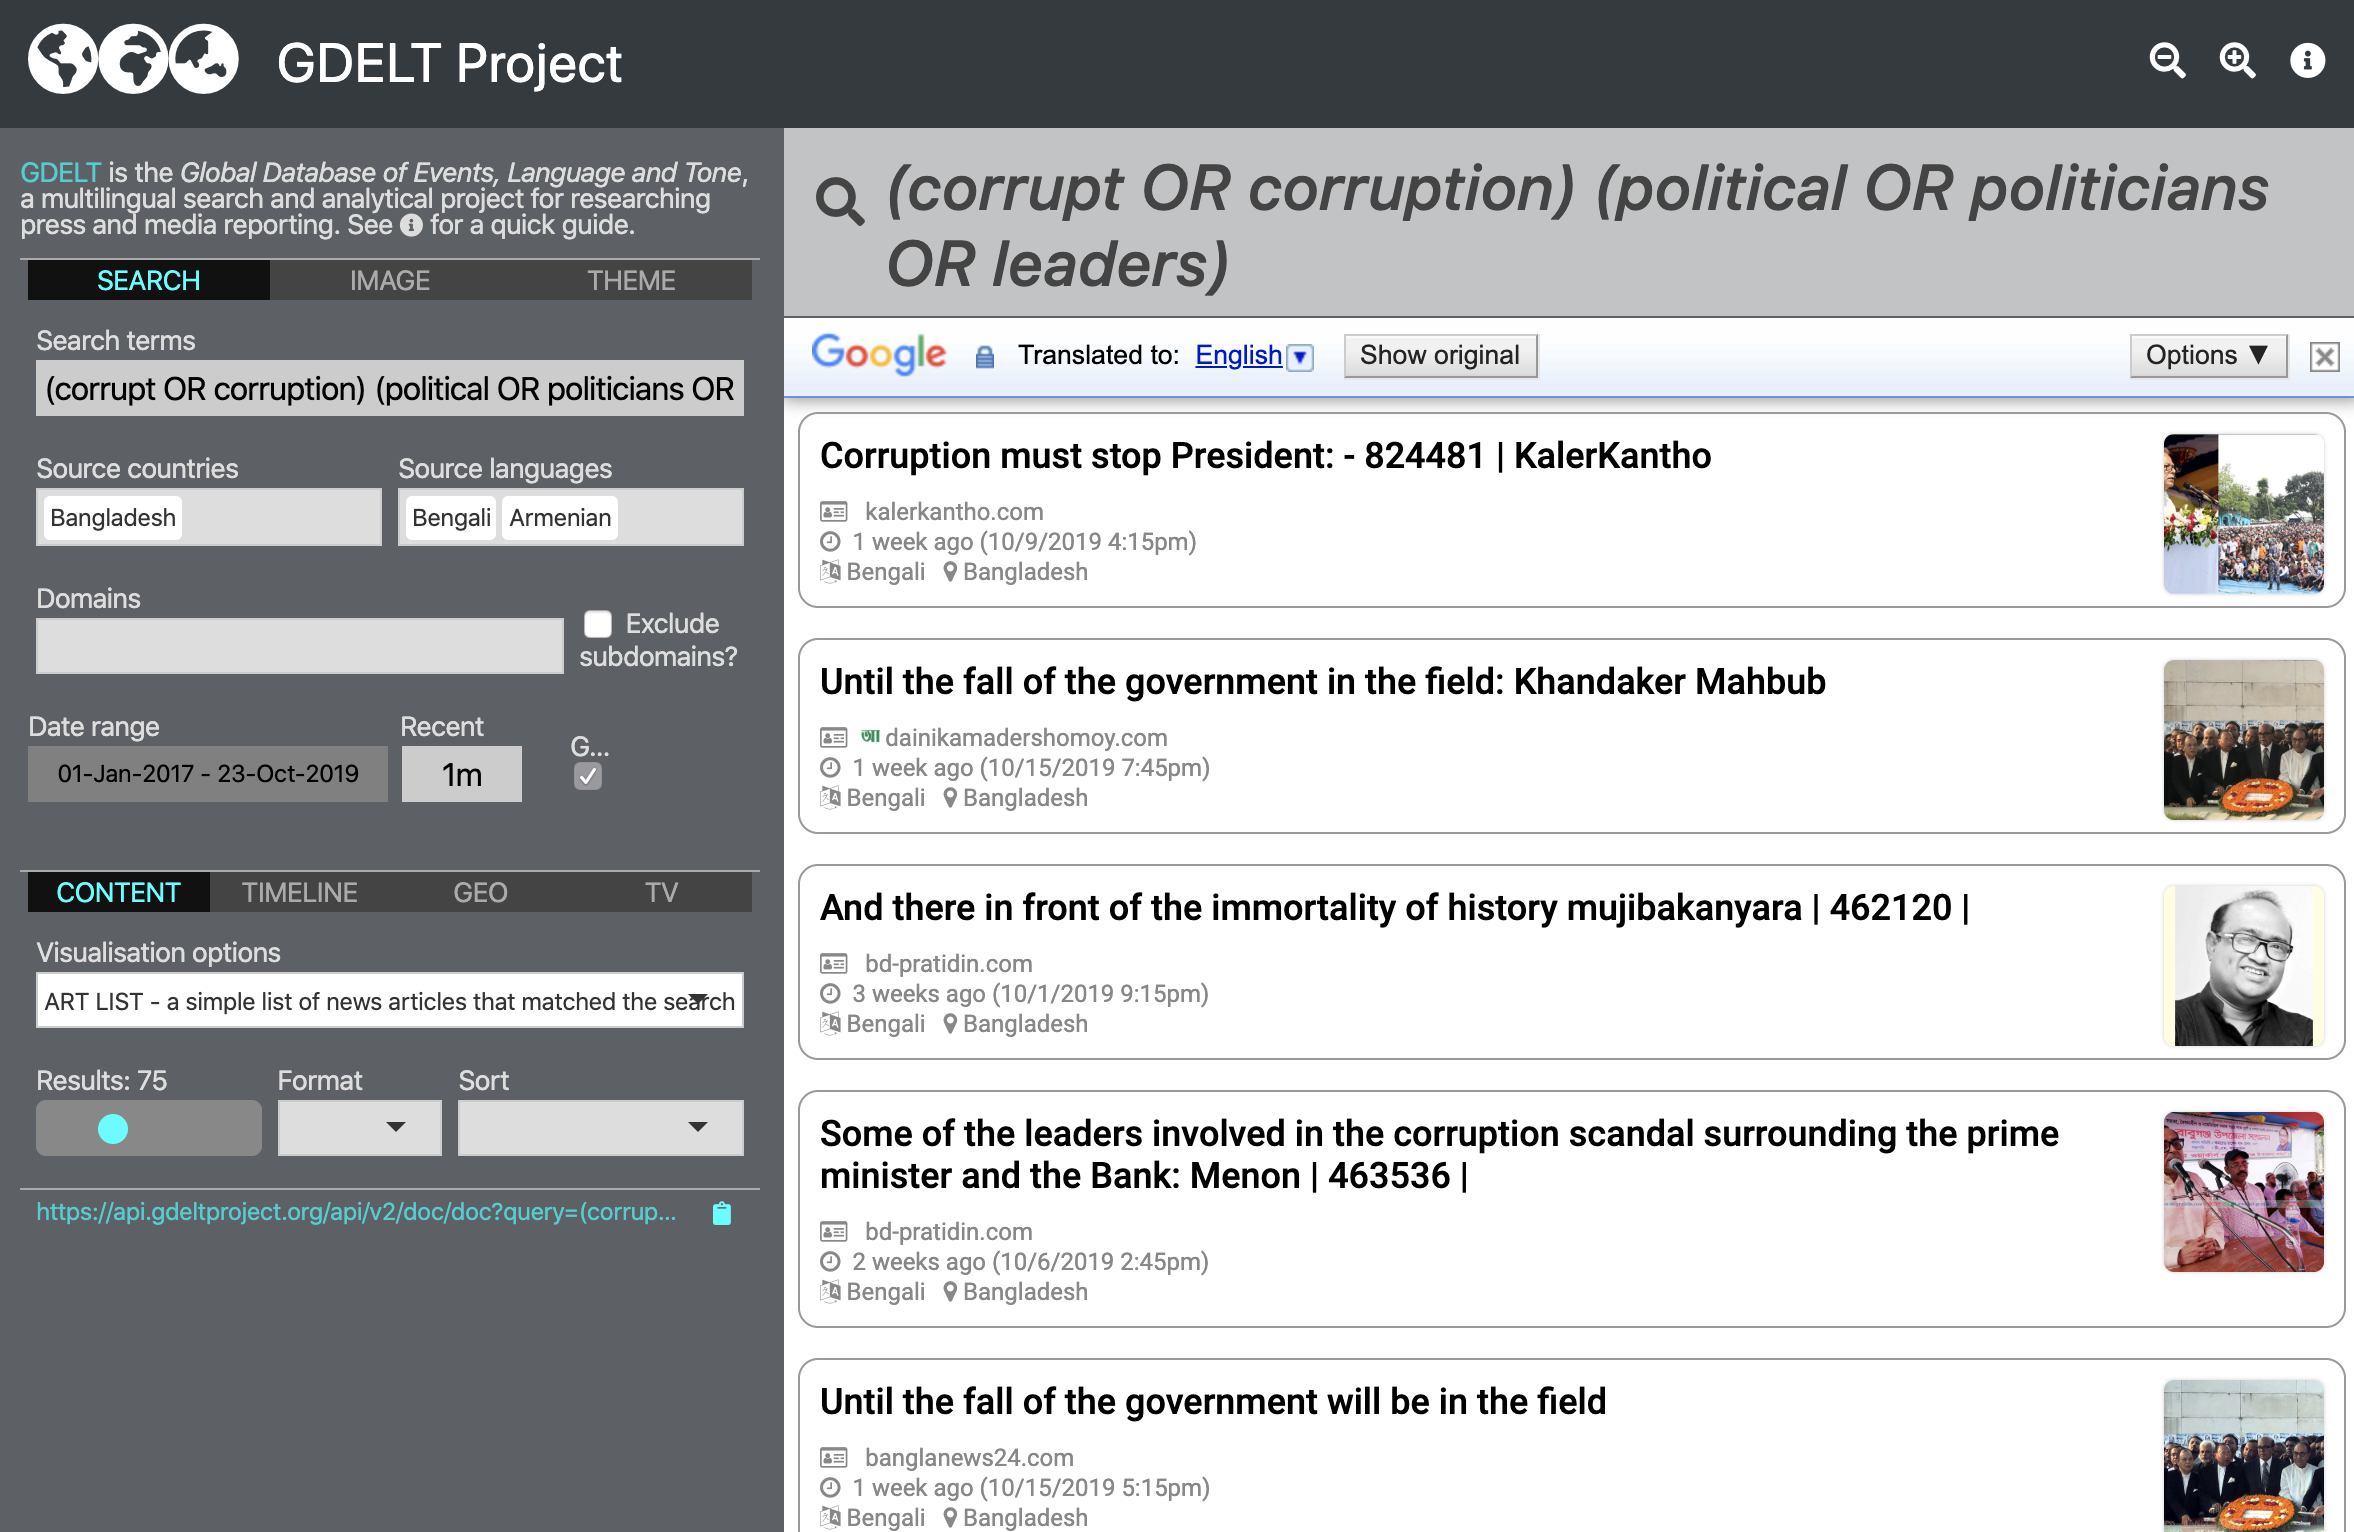 GDELT Project
GDELT is the Global Database of Events, Language and Tone,
a multilingual search and analytical project for researching
press and media reporting. See for a quick guide.
SEARCH IMAGE THEME
Search terms
(corrupt OR corruption) (political OR politicians OR
Source countries Source languages
Bangladesh Bengali Armenian
Domains
Exclude
subdomains?
Date range Recent G...
01-Jan-2017 - 23-Oct-2019 1m
CONTENT TIMELINE GEO TV
Visualisation options
ART LIST - a simple list of news articles that matched the search
Results: 75 Format Sort
https://api.gdeltproject.org/api/v2/doc/doc?query=(corrup...
(corrupt OR corruption) (political OR politicians
OR leaders)
Google Translated to: English Show original Options ▼
Corruption must stop President: - 824481 | KalerKantho
kalerkantho.com
1 week ago (10/9/2019 4:15pm)
Bengali Bangladesh
Until the fall of the government in the field: Khandaker Mahbub
আ dainikamadershomoy.com
1 week ago (10/15/2019 7:45pm)
Bengali Bangladesh
And there in front of the immortality of history mujibakanyara | 462120 |
bd-pratidin.com
3 weeks ago (10/1/2019 9:15pm)
Bengali Bangladesh
Some of the leaders involved in the corruption scandal surrounding the prime
minister and the Bank: Menon | 463536 |
bd-pratidin.com
2 weeks ago (10/6/2019 2:45pm)
Bengali Bangladesh
Until the fall of the government will be in the field
banglanews24.com
1 week ago (10/15/2019 5:15pm)
Bengali Bangladesh